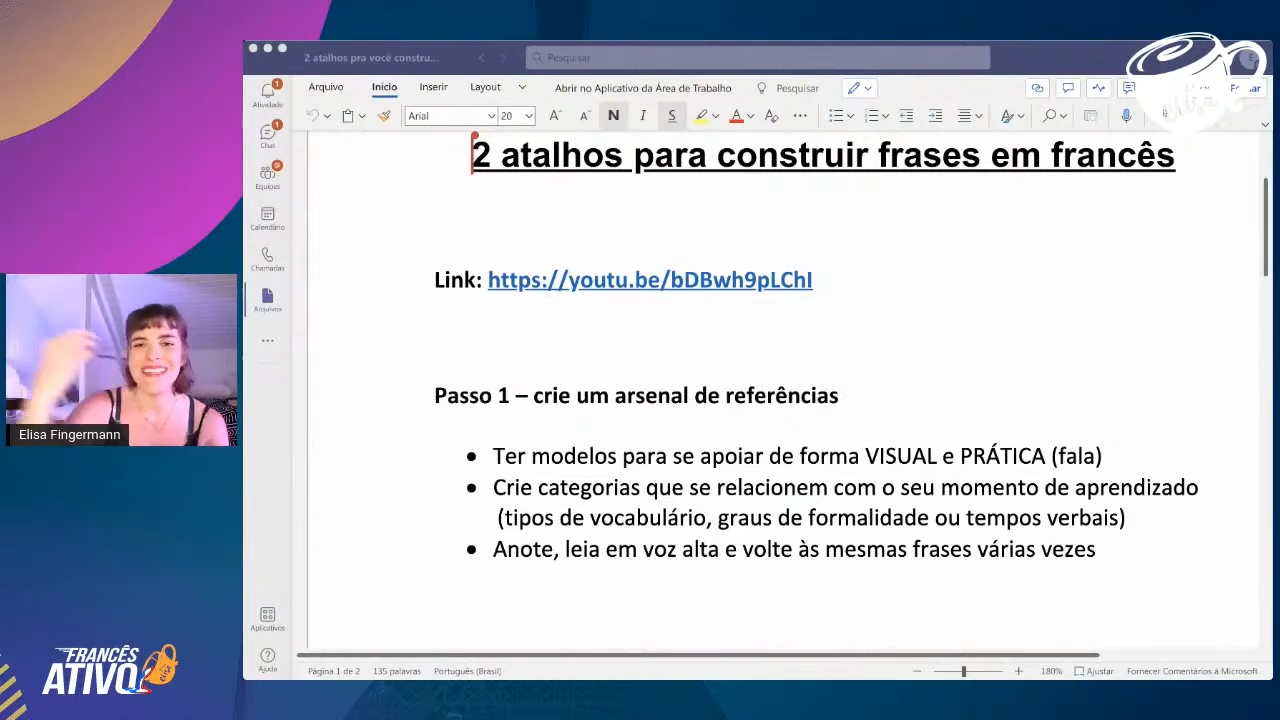 2 atalhos pra você constru...
Pesquisar
Arquivo
Início
Inserir
Layout
Abrir no Aplicativo da Área de Trabalho
Pesquisar
Arial
20
N
I
S
Atividade
Chat
Equipes
Calendário
Chamadas
Arquivos
Aplicativos
Ajuda
2 atalhos para construir frases em francês
Link: https://youtu.be/bDBwh9pLChI
Passo 1 – crie um arsenal de referências
Ter modelos para se apoiar de forma VISUAL e PRÁTICA (fala)
Crie categorias que se relacionem com o seu momento de aprendizado
(tipos de vocabulário, graus de formalidade ou tempos verbais)
Anote, leia em voz alta e volte às mesmas frases várias vezes
Elisa Fingermann
FRANCÊS
ATIVO
Página 1 de 2
135 palavras
Português (Brasil)
180%
Ajustar
Fornecer Comentários à Microsoft